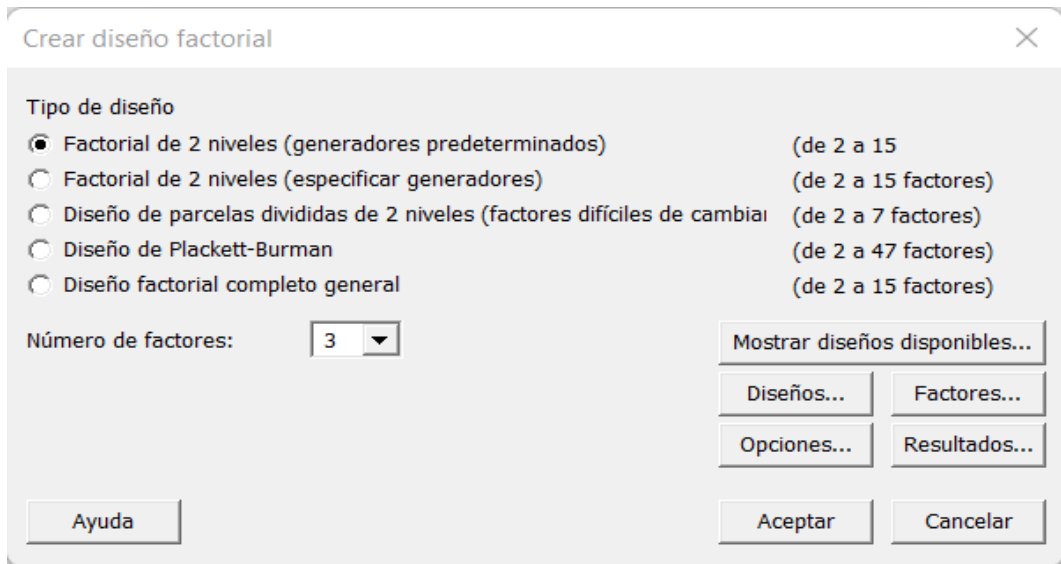 Crear diseño factorial
Tipo de diseño
Factorial de 2 niveles (generadores predeterminados) (de 2 a 15
Factorial de 2 niveles (especificar generadores) (de 2 a 15 factores)
Diseño de parcelas divididas de 2 niveles (factores difíciles de cambiar (de 2 a 7 factores)
Diseño de Plackett-Burman (de 2 a 47 factores)
Diseño factorial completo general (de 2 a 15 factores)
Número de factores: 3 Mostrar diseños disponibles...
Diseños... Factores...
Opciones... Resultados...
Ayuda Aceptar Cancelar